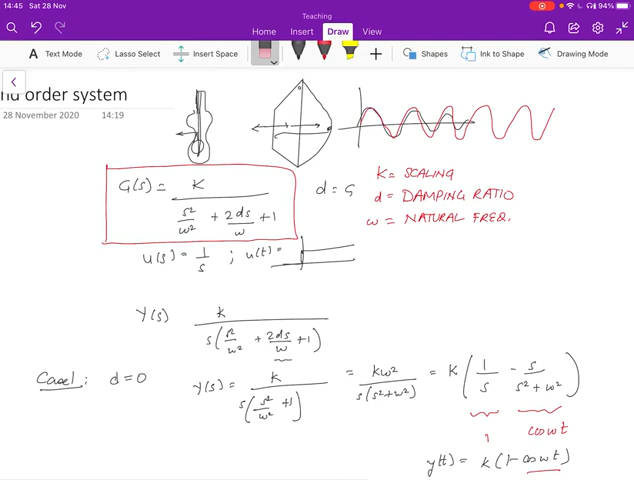 14:45 Sat 28 Nov
94%
Teaching
Home Insert Draw View
Text Mode Lasso Select Insert Space Shapes Ink to Shape Drawing Mode
nd order system
28 November 2020 14:19
G(s) = K / (s²/ω² + 2ds/ω + 1)
d = ζ
K = SCALING
d = DAMPING RATIO
ω = NATURAL FREQ.
u(s) = 1/s ; u(t) =
Y(s) K / s(s²/ω² + 2ds/ω + 1)
Case1 : d = 0 Y(s) = K / s(s²/ω² + 1) = Kω² / s(s²+ω²) = K (1/s - s/(s²+ω²))
1 cosωt
y(t) = K (1- cosωt)